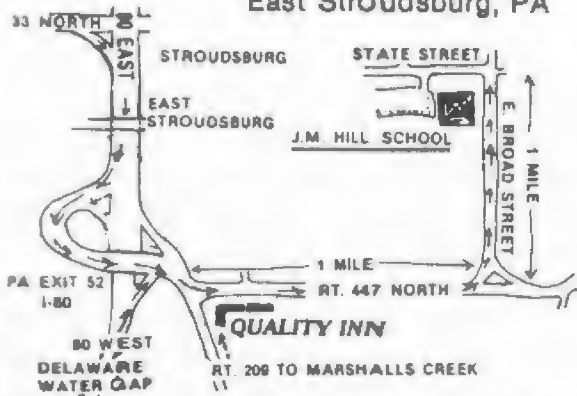 East Stroudsburg, PA
33 NORTH
80 EAST
STROUDSBURG
EAST
STROUDSBURG
STATE STREET
J.M. HILL SCHOOL
E. BROAD STREET
1 MILE
1 MILE
RT. 447 NORTH
PA EXIT 52
I-80
QUALITY INN
80 WEST
DELAWARE
WATER GAP
RT. 209 TO MARSHALLS CREEK